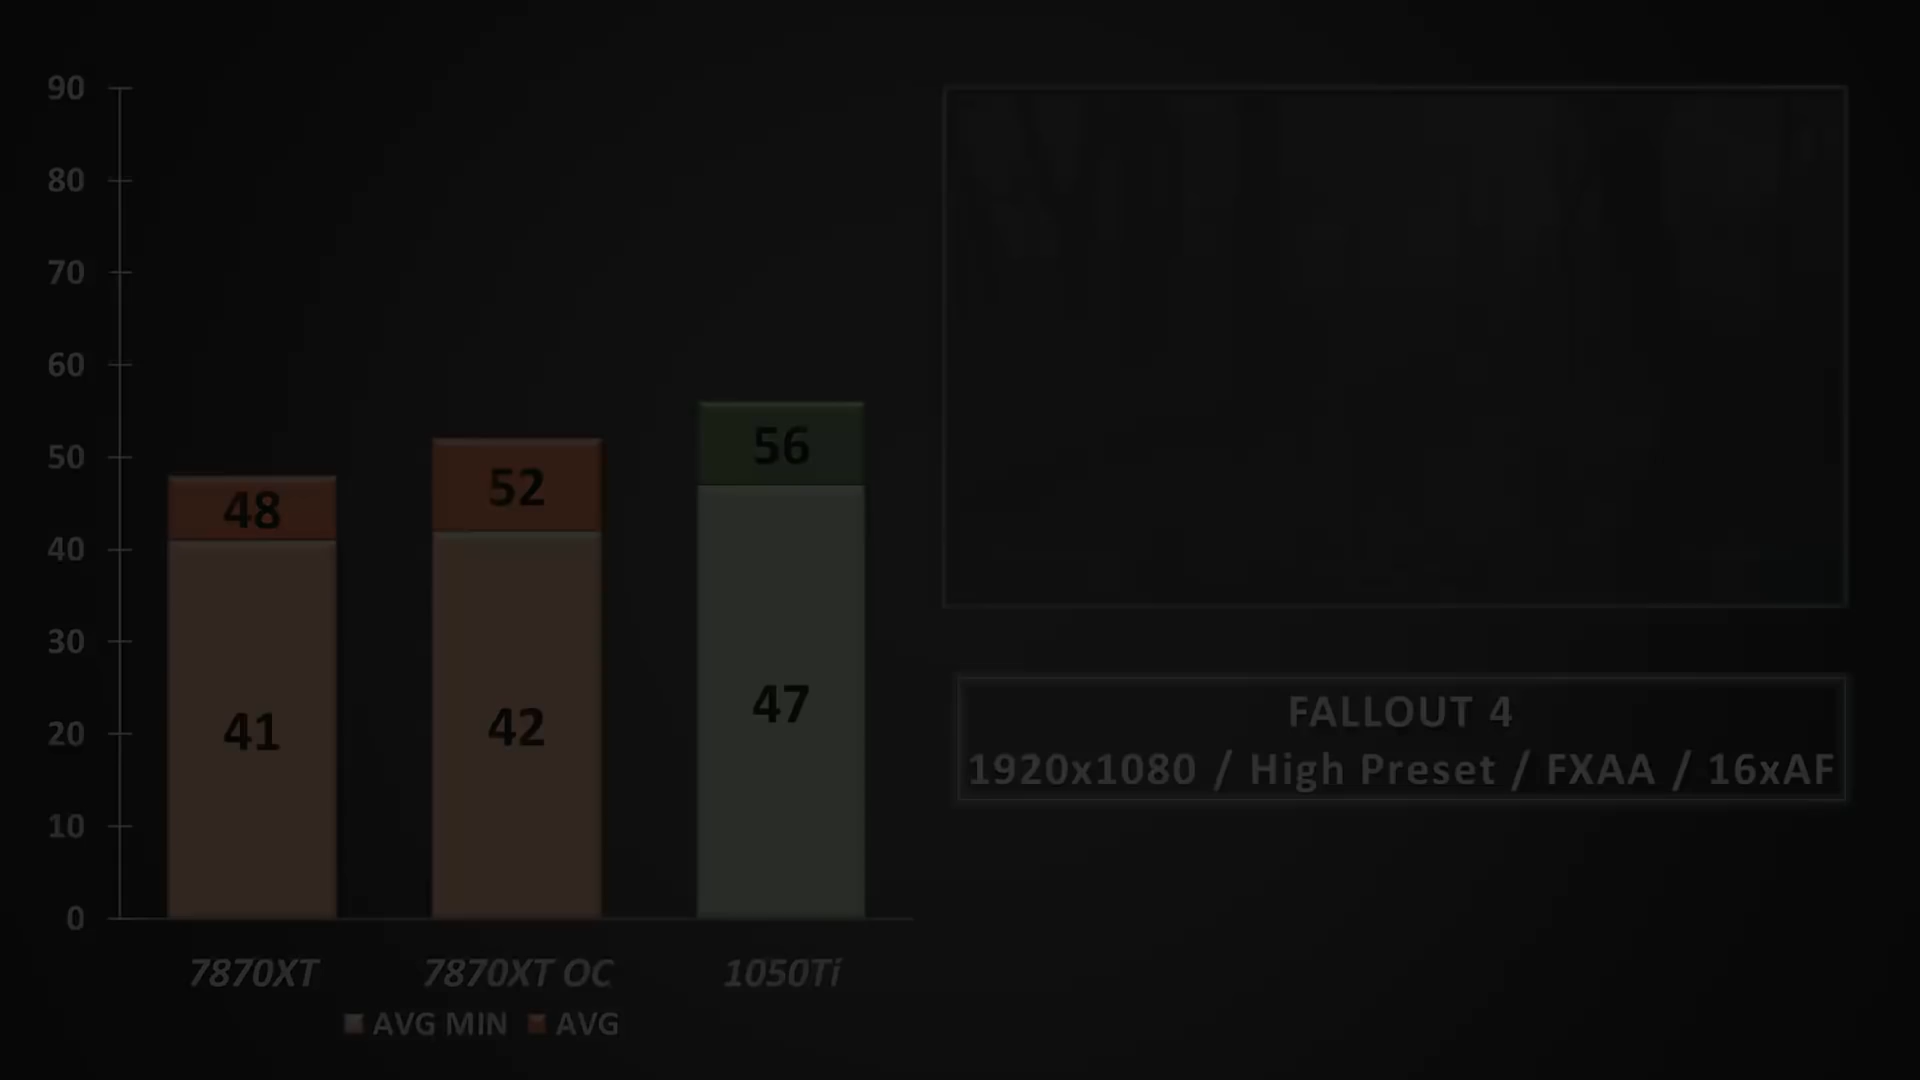 90
80
70
60
50
40
30
20
10
0
48
41
52
42
56
47
7870XT
7870XT OC
1050Ti
AVG MIN
AVG
FALLOUT 4
1920x1080 / High Preset / FXAA / 16xAF